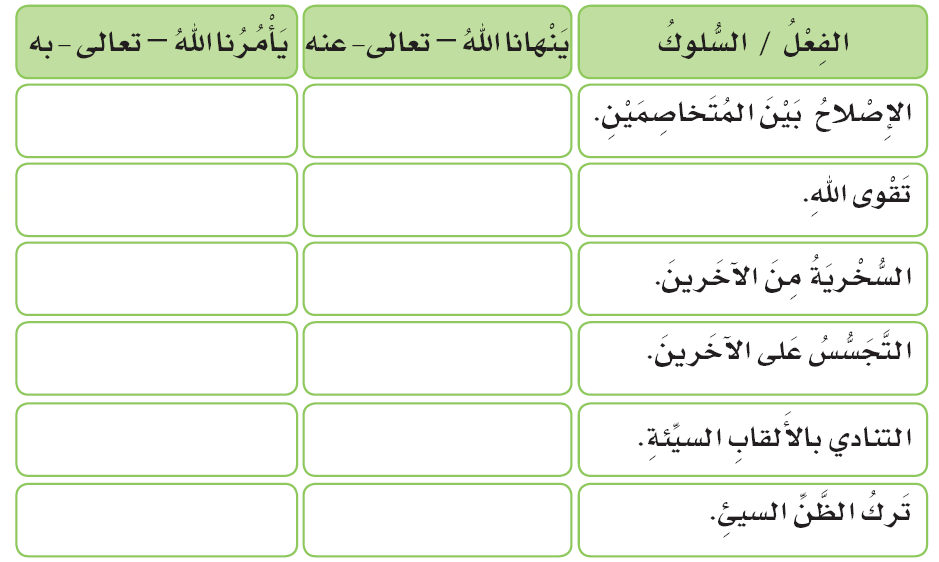 الفِعْلُ / السُّلوكُ يَنْهانا اللهُ – تعالى- عنه يَأْمُرُنا اللهُ – تعالى - به
الإِصْلاحُ بَيْنَ المُتَخاصِمَيْنِ.
تَقْوى اللهِ.
السُّخْريَةُ مِنَ الآخَرينَ.
التَّجَسُّسُ عَلى الآخَرينَ.
التنادي بالأَلقابِ السيِّئةِ.
تَركُ الظَّنِّ السيئِ.